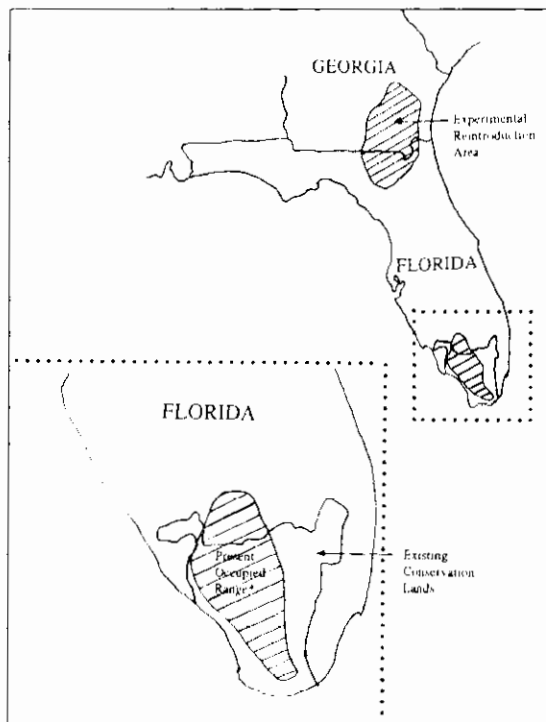 GEORGIA
Experimental
Reintroduction
Area
FLORIDA
FLORIDA
Present
Occupied
Range*
Existing
Conservation
Lands